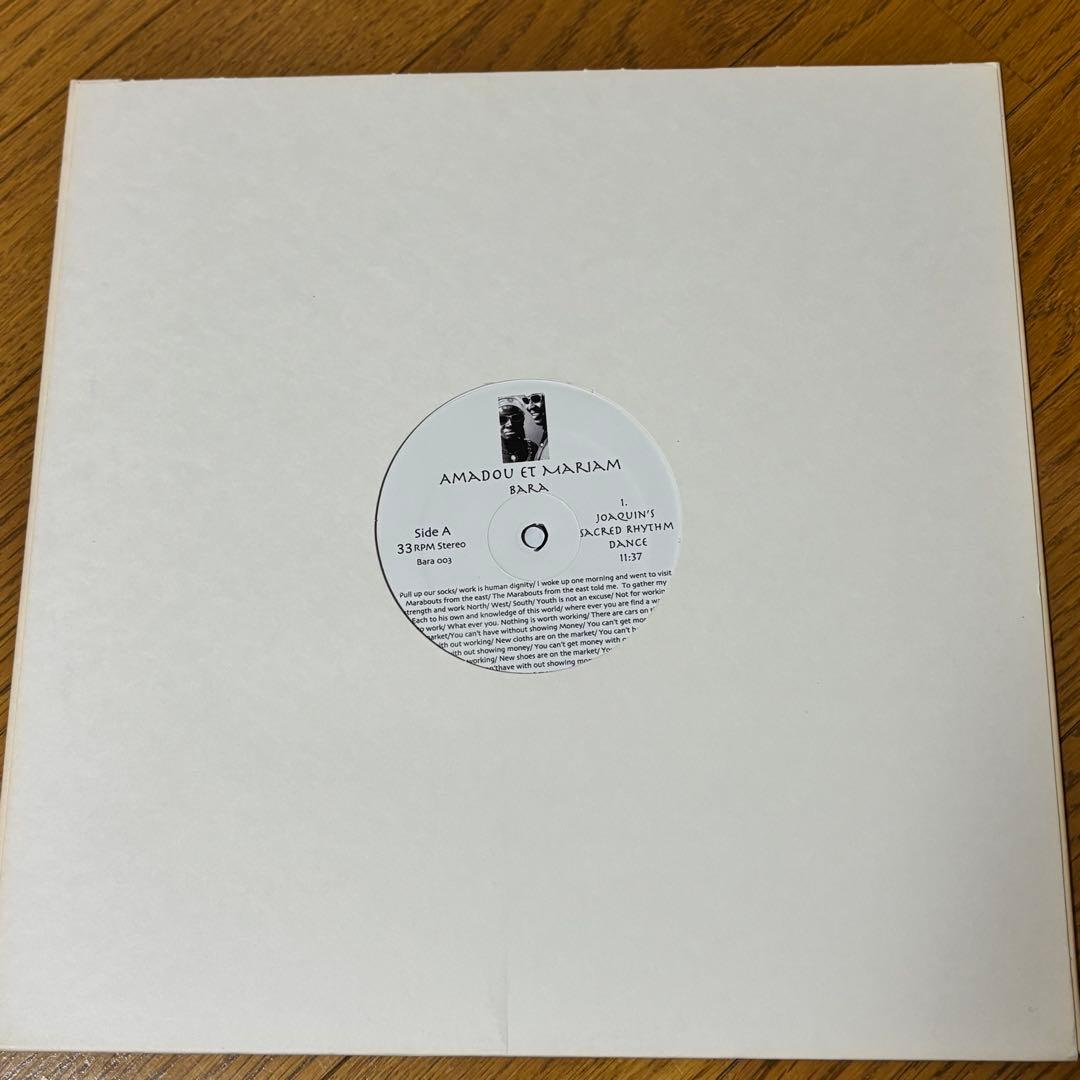 AMADOU ET MARIAM
BARA
Side A
33 RPM Stereo
Bara 003
1.
JOAQUIN'S
SACRED RHYTHM
DANCE
11:37
Pull up our socks/ work is human dignity/ I woke up one morning and went to visit
Marabouts from the east/ The Marabouts from the east told me. To gather my
strength and work North/ West/ South/ Youth is not an excuse/ Not for workin
Each to his own and knowledge of this world/ where ever you are find a
work/ What ever you. Nothing is worth working/ There are cars on
arket/You can't have without showing Money/ You can't get
ith out working/ New cloths are on the market/ You can't
ith out showing money/ You can't get money with
working/ New shoes are on the market/
have with out showing